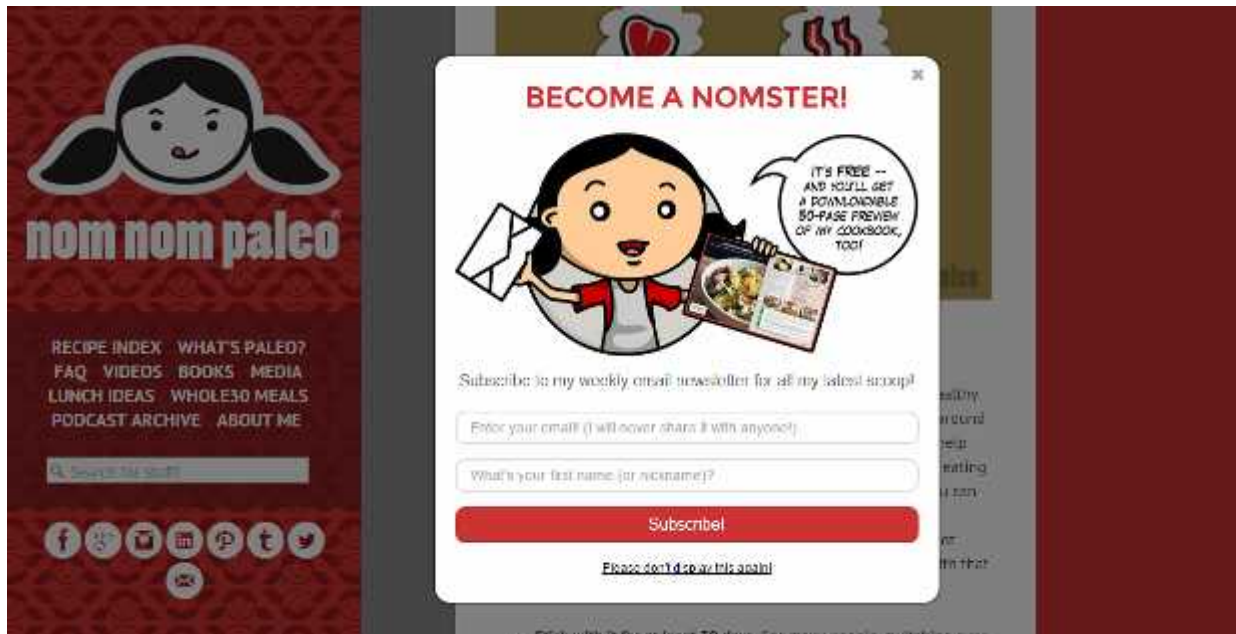 nom nom paleo
RECIPE INDEX WHAT'S PALEO?
FAQ VIDEOS BOOKS MEDIA
LUNCH IDEAS WHOLE30 MEALS
PODCAST ARCHIVE ABOUT ME
Search for stuff!
BECOME A NOMSTER!
IT'S FREE --
AND YOU'LL GET
A DOWNLOADABLE
50-PAGE PREVIEW
OF MY COOKBOOK,
TOO!
Subscribe to my weekly email newsletter for all my latest scoop!
Enter your email! (I will never share it with anyone!)
What's your first name (or nickname)?
Subscribe!
Please don't display this again!
eating